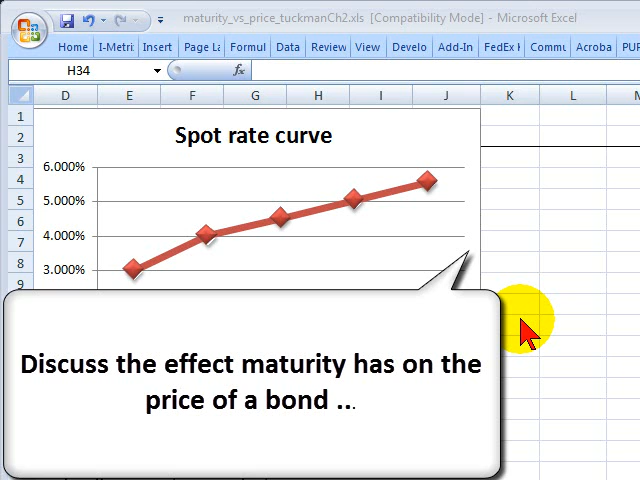 maturity_vs_price_tuckmanCh2.xls [Compatibility Mode] - Microsoft Excel
Home I-Metri Insert Page La Formul Data Review View Develo Add-In FedEx Commu Acroba PUP
H34 fx
D E F G H I J K L M
1
2
3
4
5
6
7
8
9
Spot rate curve
6.000%
5.000%
4.000%
3.000%
Discuss the effect maturity has on the
price of a bond ...